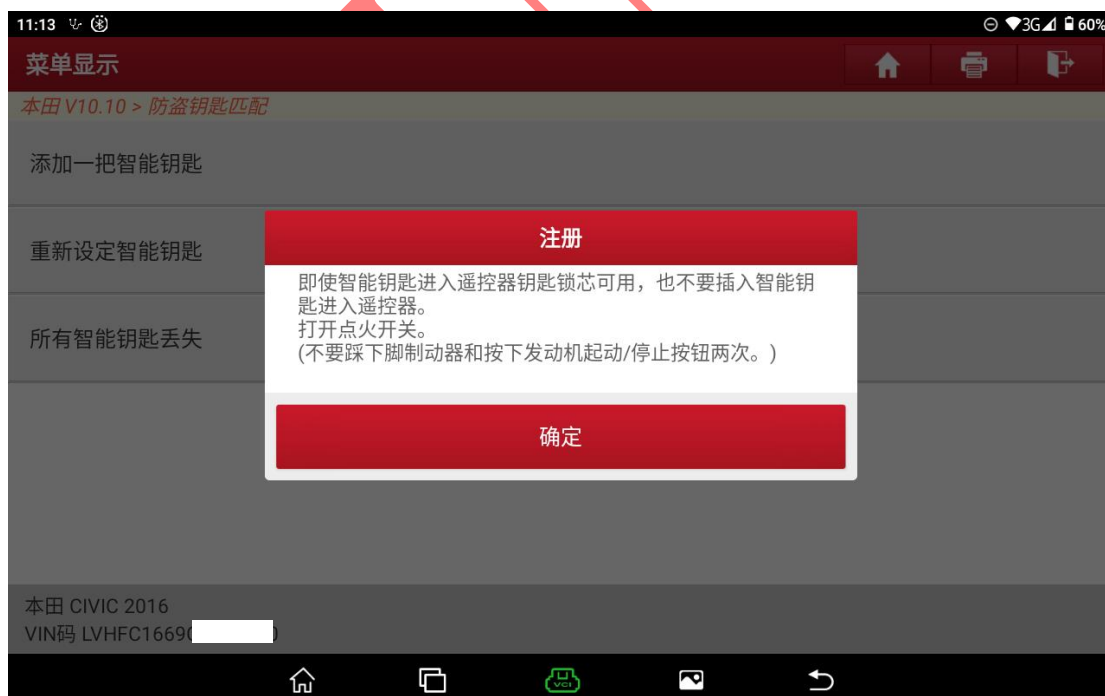 11:13
3G 60%
菜单显示
本田 V10.10 > 防盗钥匙匹配
添加一把智能钥匙
重新设定智能钥匙
所有智能钥匙丢失
注册
即使智能钥匙进入遥控器钥匙锁芯可用，也不要插入智能钥
匙进入遥控器。
打开点火开关。
(不要踩下脚制动器和按下发动机起动/停止按钮两次。)
确定
本田 CIVIC 2016
VIN码 LVHFC1669
VCI